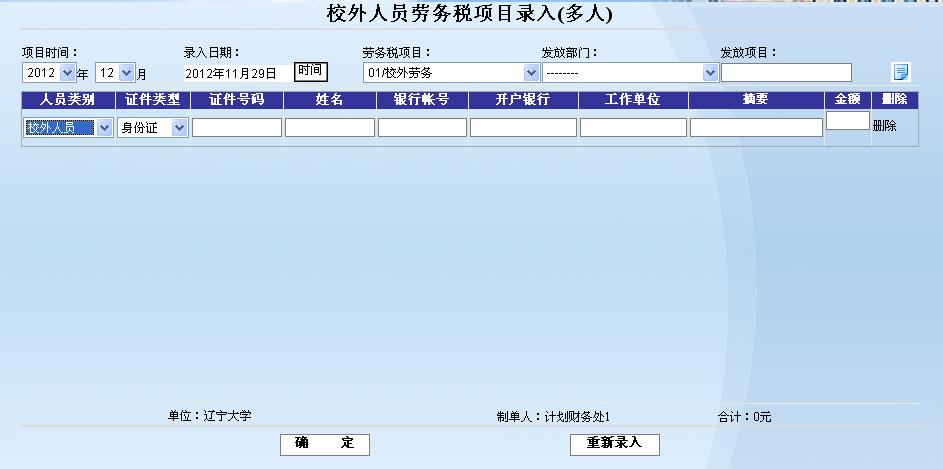 校外人员劳务税项目录入(多人)
项目时间： 录入日期： 劳务税项目： 发放部门： 发放项目：
2012 年 12 月 2012年11月29日 时间 01/校外劳务 --------
人员类别 证件类型 证件号码 姓名 银行帐号 开户银行 工作单位 摘要 金额 删除
校外人员 身份证 删除
单位：辽宁大学 制单人：计划财务处1 合计：0元
确 定 重新录入